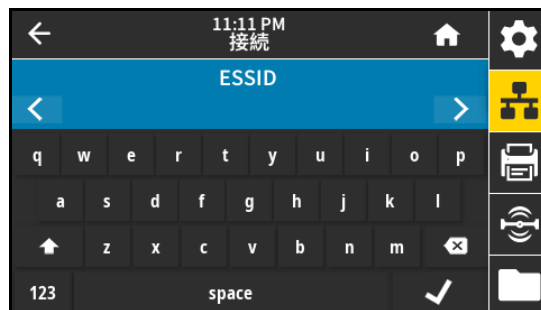 11:11 PM
接続
ESSID
q w e r t y u i o p
a s d f g h j k l
z x c v b n m
123 space